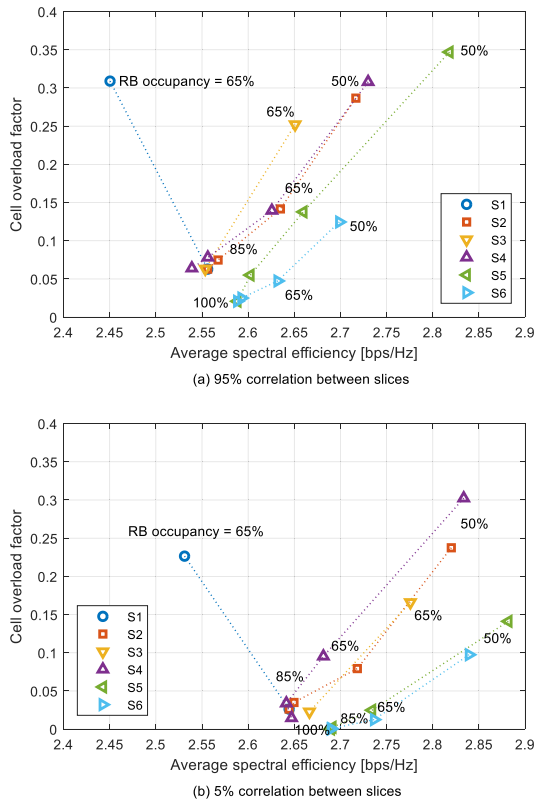 0.4
0.35
0.3
0.25
0.2
0.15
0.1
0.05
0
Cell overload factor
RB occupancy = 65%
50%
50%
65%
65%
50%
85%
65%
100%
S1
S2
S3
S4
S5
S6
2.4 2.45 2.5 2.55 2.6 2.65 2.7 2.75 2.8 2.85 2.9
Average spectral efficiency [bps/Hz]
(a) 95% correlation between slices
0.4
0.35
0.3
0.25
0.2
0.15
0.1
0.05
0
Cell overload factor
RB occupancy = 65%
50%
65%
65%
50%
85%
65%
85%
100%
S1
S2
S3
S4
S5
S6
2.4 2.45 2.5 2.55 2.6 2.65 2.7 2.75 2.8 2.85 2.9
Average spectral efficiency [bps/Hz]
(b) 5% correlation between slices